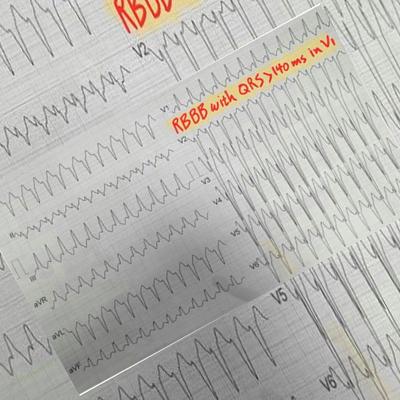 RBBB
V2
V1
RBBB with QRS>140 ms in V1
V2
II
V3
III
V4
aVR
V5
aVL
V6
aVF
V5
V6